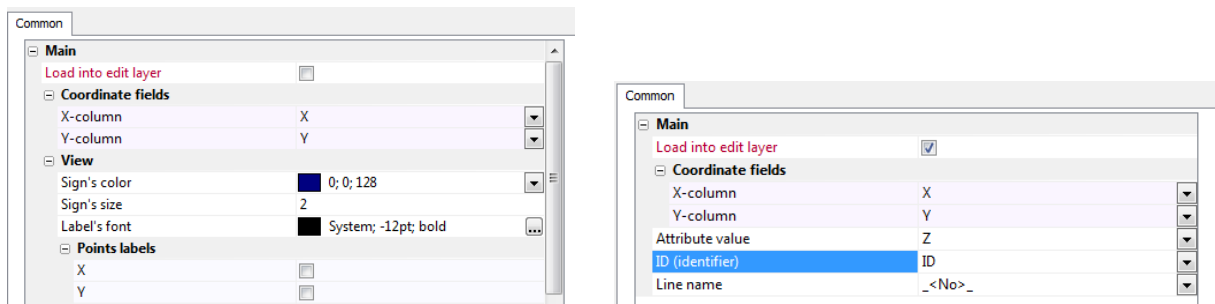 Common
Main
Load into edit layer
Coordinate fields
X-column X
Y-column Y
View
Sign's color 0; 0; 128
Sign's size 2
Label's font System; -12pt; bold ...
Points labels
X
Y
Common
Main
Load into edit layer
Coordinate fields
X-column X
Y-column Y
Attribute value Z
ID (identifier) ID
Line name _<No>_